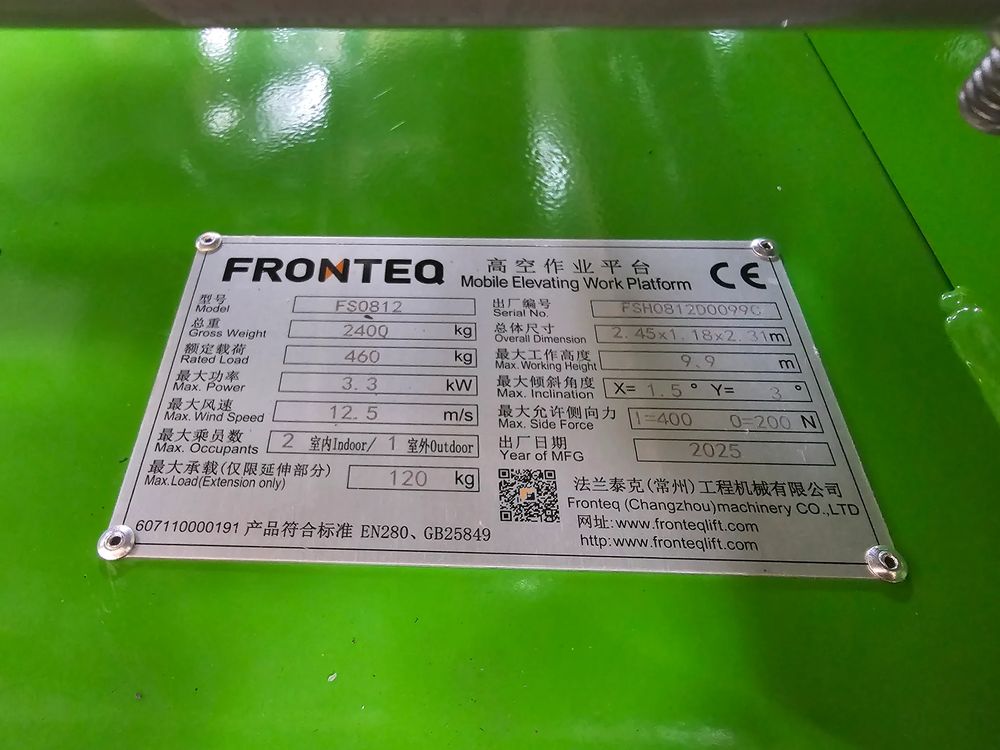 FRONTEQ
高空作业平台
Mobile Elevating Work Platform
CE
型号
Model
FS0812
出厂编号
Serial No.
FSH0812D0099C
总重
Gross Weight
2400 kg
总体尺寸
Overall Dimension
2.45x1.18x2.31m
额定载荷
Rated Load
460 kg
最大工作高度
Max. Working Height
9.9 m
最大功率
Max. Power
3.3 kW
最大倾斜角度
Max. Inclination
X= 1.5 ° Y= 3 °
最大风速
Max. Wind Speed
12.5 m/s
最大允许侧向力
Max. Side Force
I=400 O=200 N
最大乘员数
Max. Occupants
2 室内Indoor/ 1 室外Outdoor
出厂日期
Year of MFG
2025
最大承载(仅限延伸部分)
Max.Load(Extension only)
120 kg
法兰泰克(常州)工程机械有限公司
Fronteq (Changzhou)machinery CO.,LTD
网址:www.fronteqlift.com
http:www.fronteqlift.com
607110000191 产品符合标准 EN280、GB25849